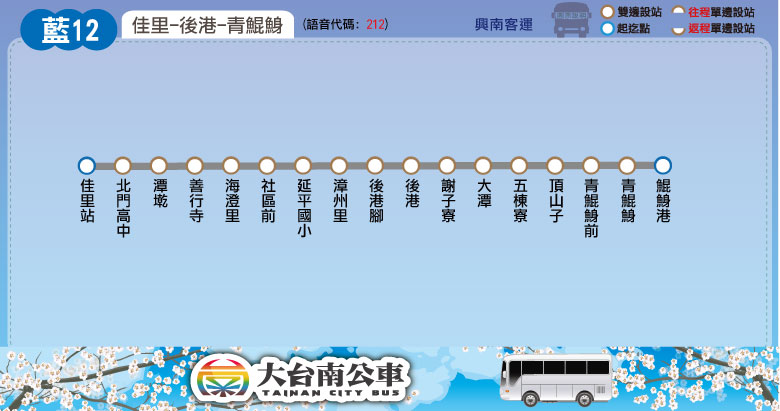 藍12
佳里-後港-青鯤鯓
(語音代碼: 212)
興南客運
雙邊設站
往程單邊設站
起迄點
返程單邊設站
佳里站
北門高中
潭墘
善行寺
海澄里
社區前
延平國小
漳州里
後港腳
後港
謝子寮
大潭
五棟寮
頂山子
青鯤鯓前
青鯤鯓
鯤鯓港
大台南公車
TAINAN CITY BUS